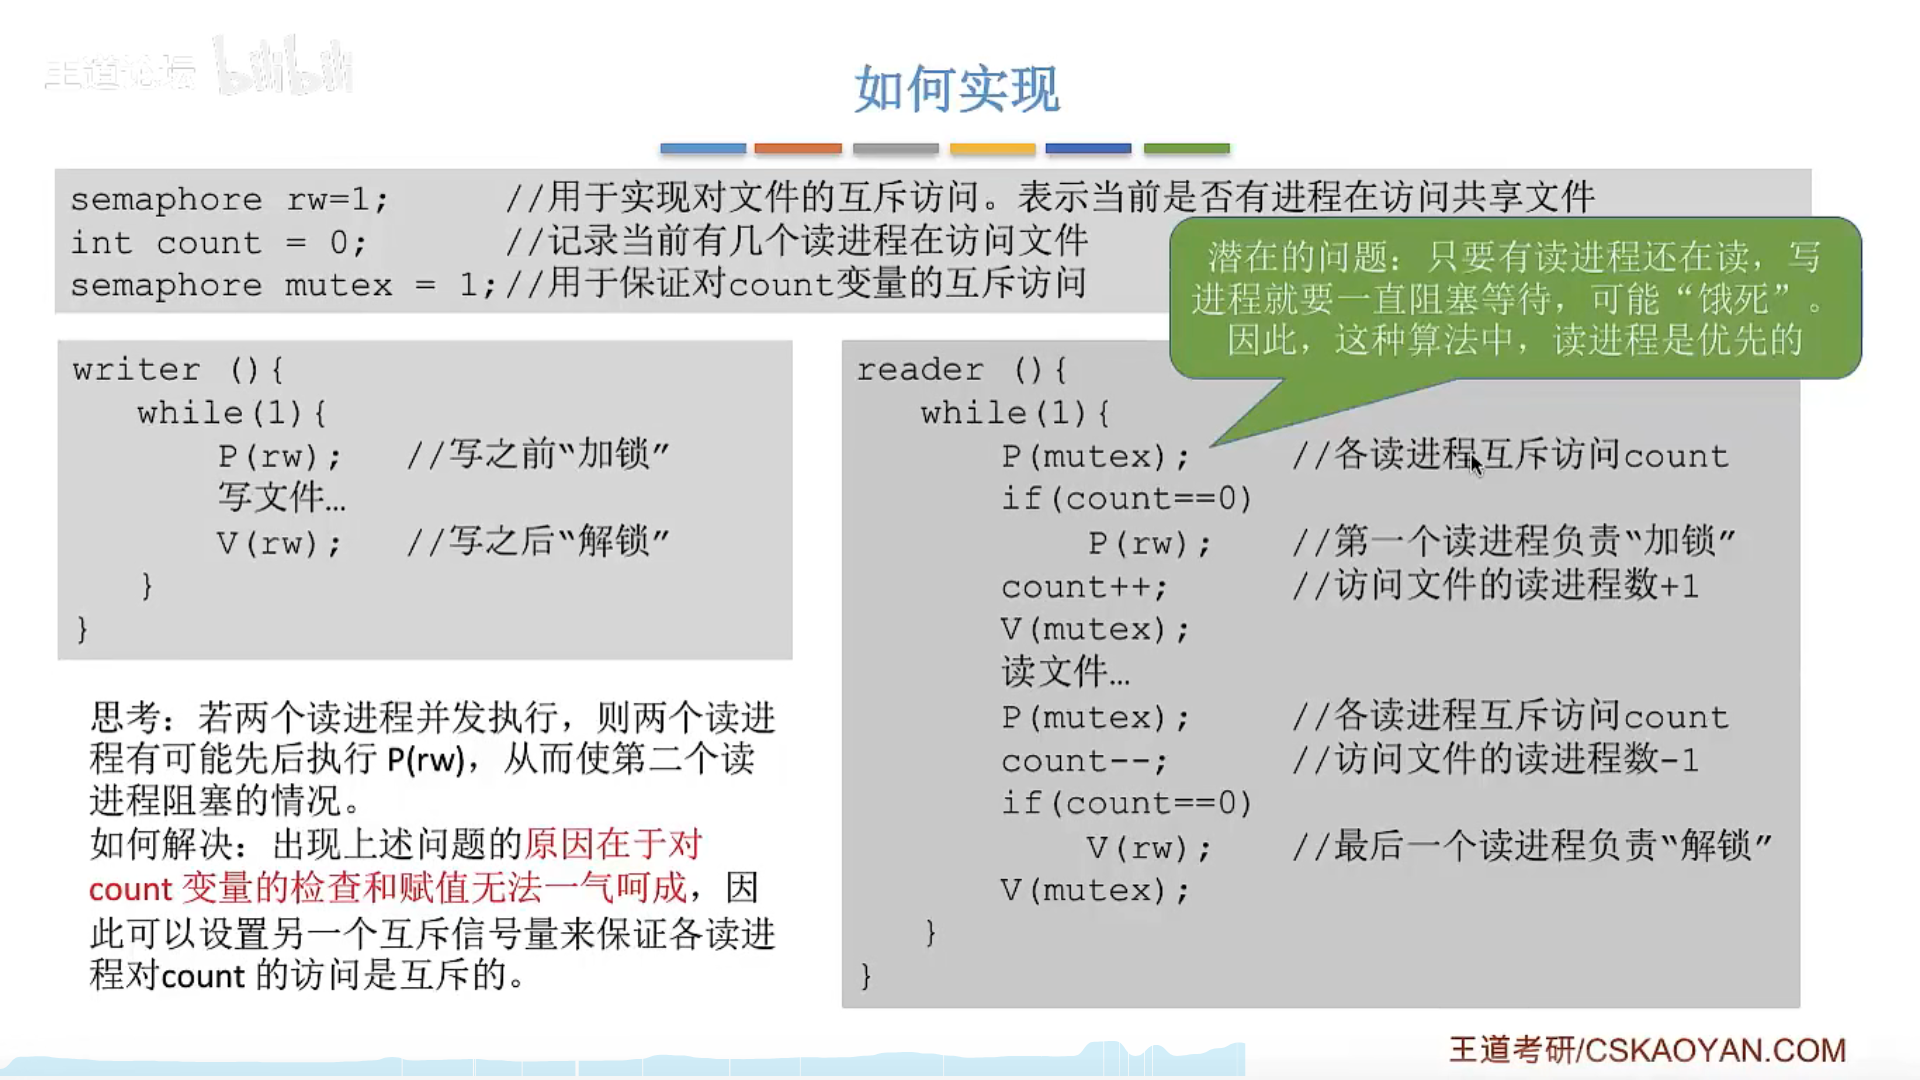 王道论坛 bilibili
如何实现
semaphore rw=1; //用于实现对文件的互斥访问。表示当前是否有进程在访问共享文件
int count = 0; //记录当前有几个读进程在访问文件
semaphore mutex = 1;//用于保证对count变量的互斥访问
潜在的问题：只要有读进程还在读，写
进程就要一直阻塞等待，可能“饿死”。
因此，这种算法中，读进程是优先的
writer (){
while(1){
P(rw); //写之前“加锁”
写文件…
V(rw); //写之后“解锁”
}
}
思考：若两个读进程并发执行，则两个读进
程有可能先后执行 P(rw)，从而使第二个读
进程阻塞的情况。
如何解决：出现上述问题的原因在于对
count 变量的检查和赋值无法一气呵成，因
此可以设置另一个互斥信号量来保证各读进
程对count 的访问是互斥的。
reader (){
while(1){
P(mutex); //各读进程互斥访问count
if(count==0)
P(rw); //第一个读进程负责“加锁”
count++; //访问文件的读进程数+1
V(mutex);
读文件…
P(mutex); //各读进程互斥访问count
count--; //访问文件的读进程数-1
if(count==0)
V(rw); //最后一个读进程负责“解锁”
V(mutex);
}
}
王道考研/CSKAOYAN.COM